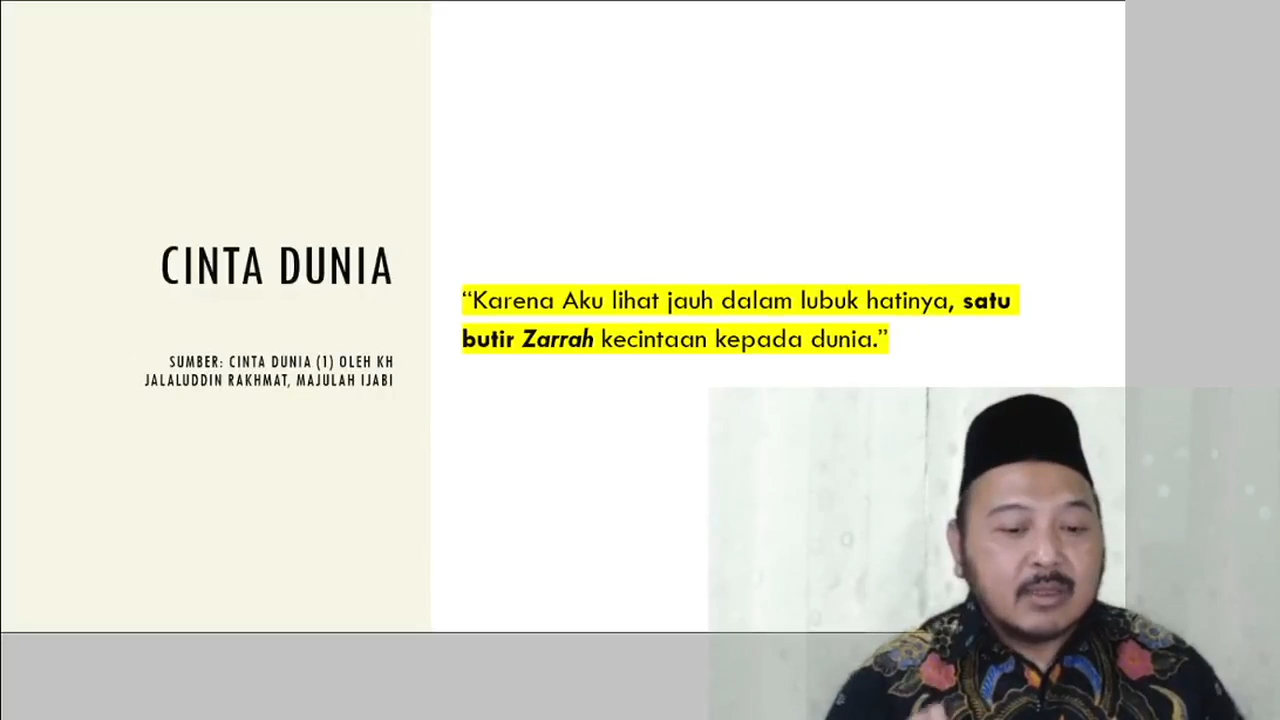 CINTA DUNIA
SUMBER: CINTA DUNIA (1) OLEH KH
JALALUDDIN RAKHMAT, MAJULAH IJABI
“Karena Aku lihat jauh dalam lubuk hatinya, satu
butir Zarrah kecintaan kepada dunia.”